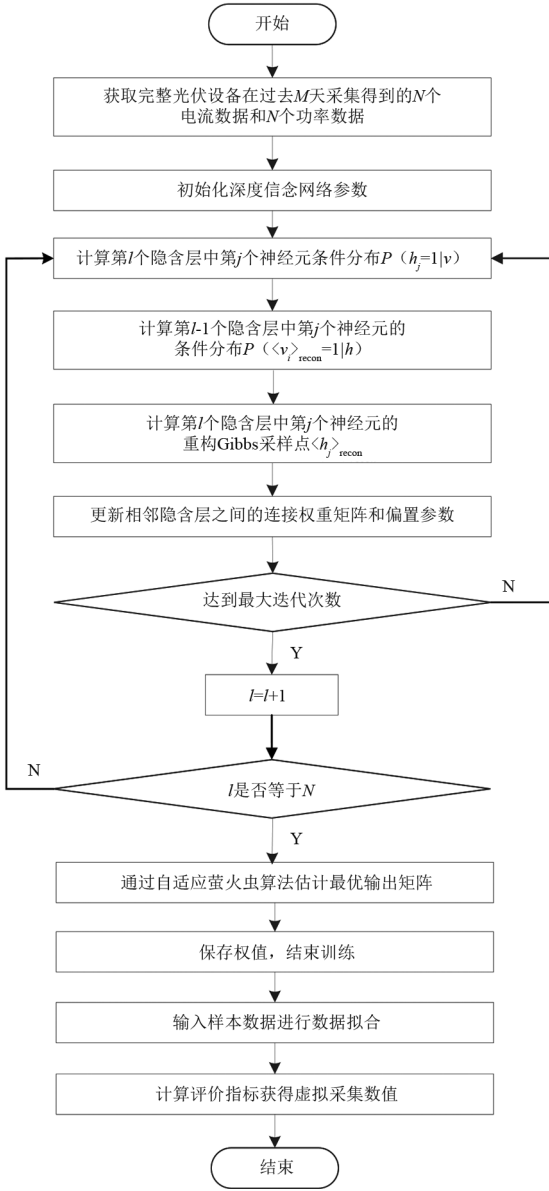 开始
获取完整光伏设备在过去M天采集得到的N个
电流数据和N个功率数据
初始化深度信念网络参数
计算第l个隐含层中第j个神经元条件分布P（hj=1|v）
计算第l-1个隐含层中第j个神经元的
条件分布P（<vi>recon=1|h）
计算第l个隐含层中第j个神经元的
重构Gibbs采样点<hj>recon
更新相邻隐含层之间的连接权重矩阵和偏置参数
达到最大迭代次数
N
Y
l=l+1
N
l是否等于N
Y
通过自适应萤火虫算法估计最优输出矩阵
保存权值，结束训练
输入样本数据进行数据拟合
计算评价指标获得虚拟采集数值
结束